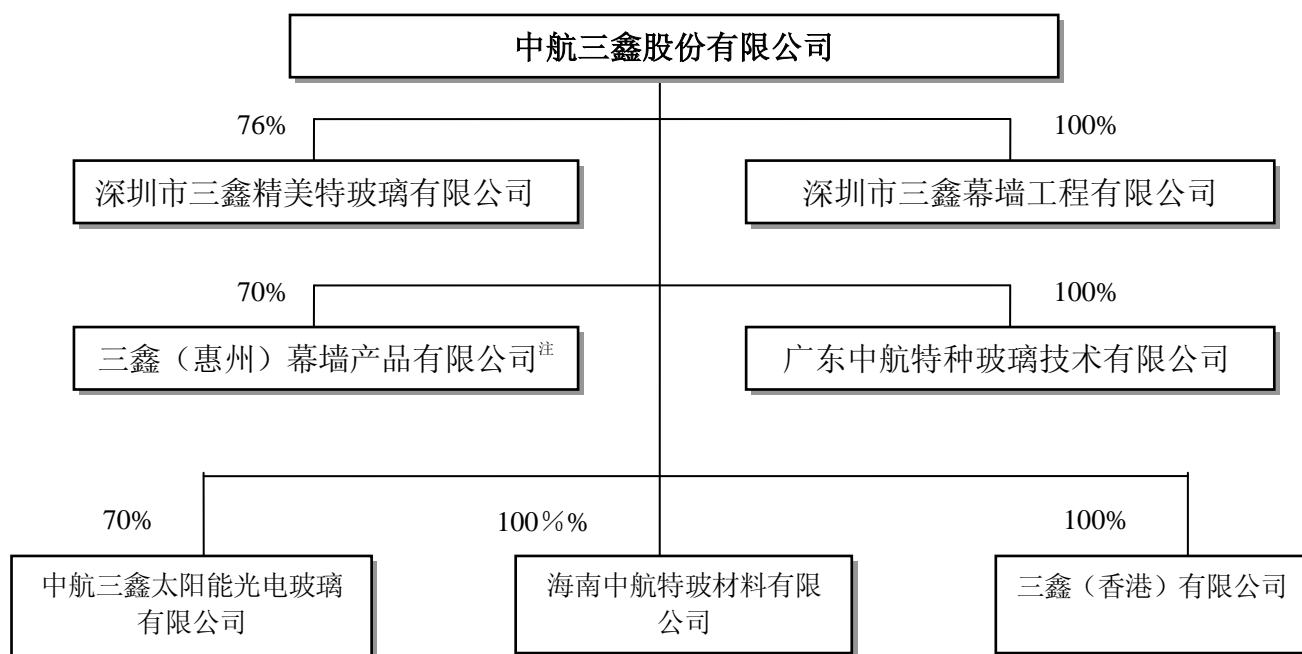 中航三鑫股份有限公司
76%
100%
深圳市三鑫精美特玻璃有限公司
深圳市三鑫幕墙工程有限公司
70%
100%
三鑫（惠州）幕墙产品有限公司注
广东中航特种玻璃技术有限公司
70%
100％%
100%
中航三鑫太阳能光电玻璃
有限公司
海南中航特玻材料有限
公司
三鑫（香港）有限公司